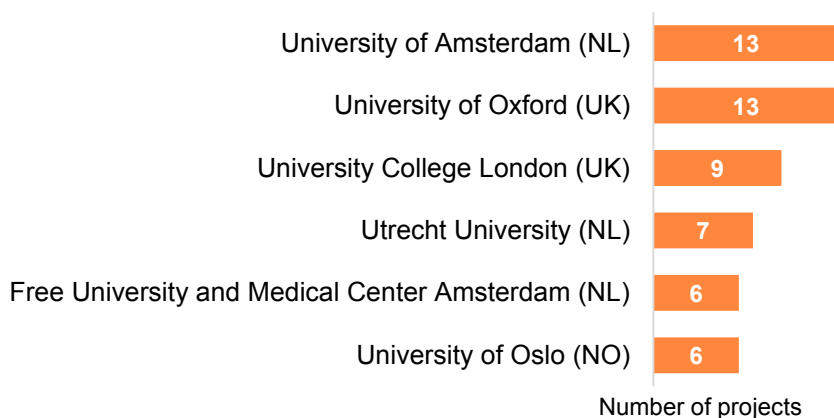 University of Amsterdam (NL) 13
University of Oxford (UK) 13
University College London (UK) 9
Utrecht University (NL) 7
Free University and Medical Center Amsterdam (NL) 6
University of Oslo (NO) 6
Number of projects